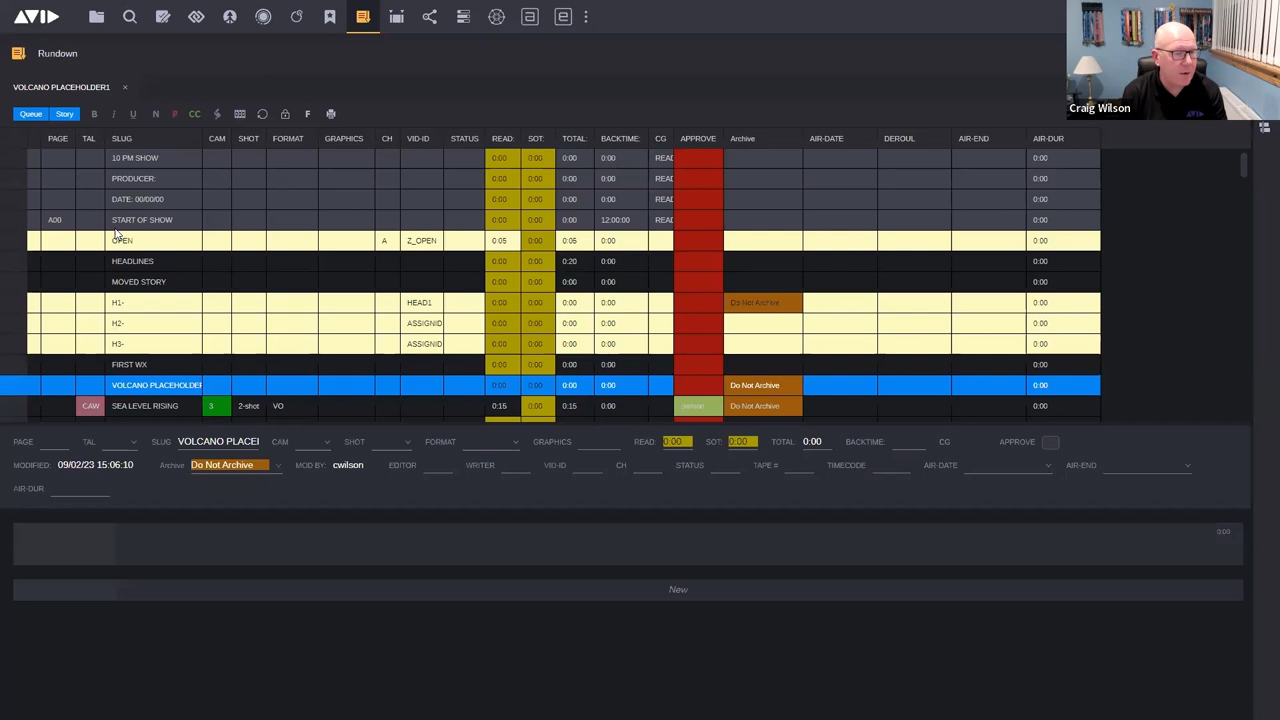 AVID
Craig Wilson
Rundown
VOLCANO PLACEHOLDER1 ×
Queue Story B I U N P CC F
PAGE TAL SLUG CAM SHOT FORMAT GRAPHICS CH VID-ID STATUS READ: SOT: TOTAL: BACKTIME: CG APPROVE Archive AIR-DATE DEROUL AIR-END AIR-DUR
10 PM SHOW 0:00 0:00 0:00 0:00 READ 0:00
PRODUCER: 0:00 0:00 0:00 0:00 READ 0:00
DATE: 00/00/00 0:00 0:00 0:00 0:00 READ 0:00
A00 START OF SHOW 0:00 0:00 0:00 12:00:00 READ 0:00
OPEN A Z_OPEN 0:05 0:00 0:05 0:00 0:00
HEADLINES 0:00 0:00 0:20 0:00 0:00
MOVED STORY 0:00 0:00 0:00 0:00 0:00
H1- HEAD1 0:00 0:00 0:00 0:00 Do Not Archive 0:00
H2- ASSIGNID 0:00 0:00 0:00 0:00 0:00
H3- ASSIGNID 0:00 0:00 0:00 0:00 0:00
FIRST WX 0:00 0:00 0:00 0:00 0:00
VOLCANO PLACEHOLDER 0:00 0:00 0:00 0:00 Do Not Archive 0:00
CAW SEA LEVEL RISING 3 2-shot VO 0:15 0:00 0:15 0:00 Do Not Archive 0:00
PAGE TAL SLUG VOLCANO PLACEI CAM SHOT FORMAT GRAPHICS READ: 0:00 SOT: 0:00 TOTAL: 0:00 BACKTIME: CG APPROVE
MODIFIED: 09/02/23 15:06:10 Archive Do Not Archive MOD BY: cwilson EDITOR WRITER VID-ID CH STATUS TAPE # TIMECODE AIR-DATE AIR-END
AIR-DUR
0:00
New